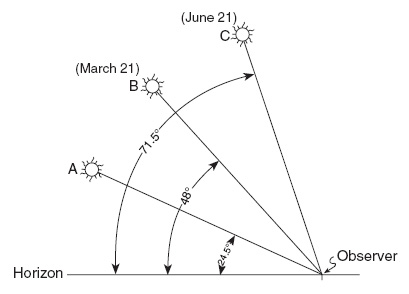 (June 21)
C
(March 21)
B
A
71.5°
48°
24.5°
Observer
Horizon